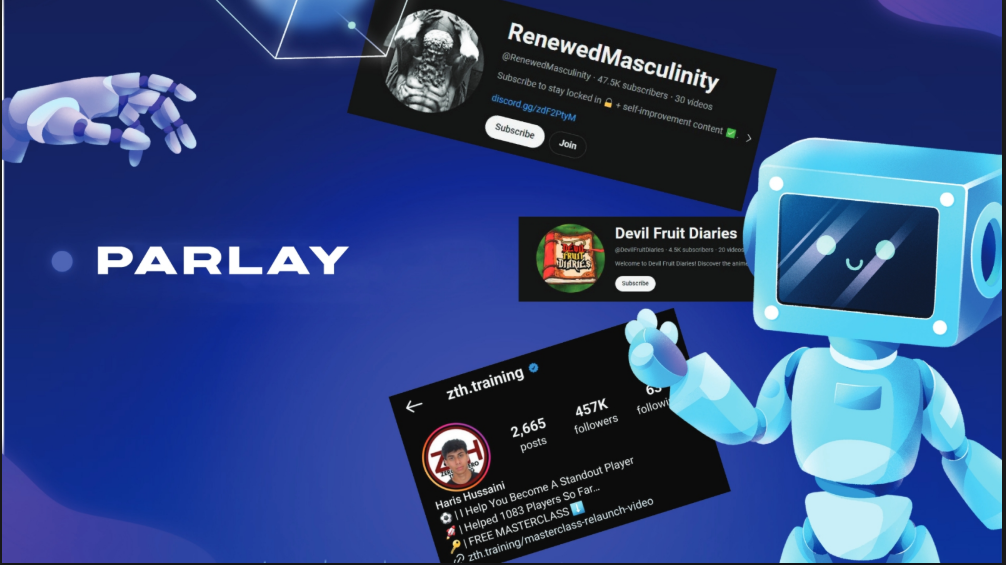 RenewedMasculinity
@RenewedMasculinity · 47.5K subscribers · 30 videos
Subscribe to stay locked in 🔒 + self-improvement content ✅
discord.gg/zdF2PtyM
Subscribe Join
PARLAY
Devil Fruit Diaries
@DevilFruitDiaries · 4.5K subscribers · 20 videos
Welcome to Devil Fruit Diaries! Discover the anime
Subscribe
DEVIL
FRUIT
DIARIES
zth.training
2,665 457K
posts followers
Haris Hussaini
⚽ | I Help You Become A Standout Player
🚀 | Helped 1083 Players So Far...
🔑 | FREE MASTERCLASS ⬇️
zth.training/masterclass-relaunch-video